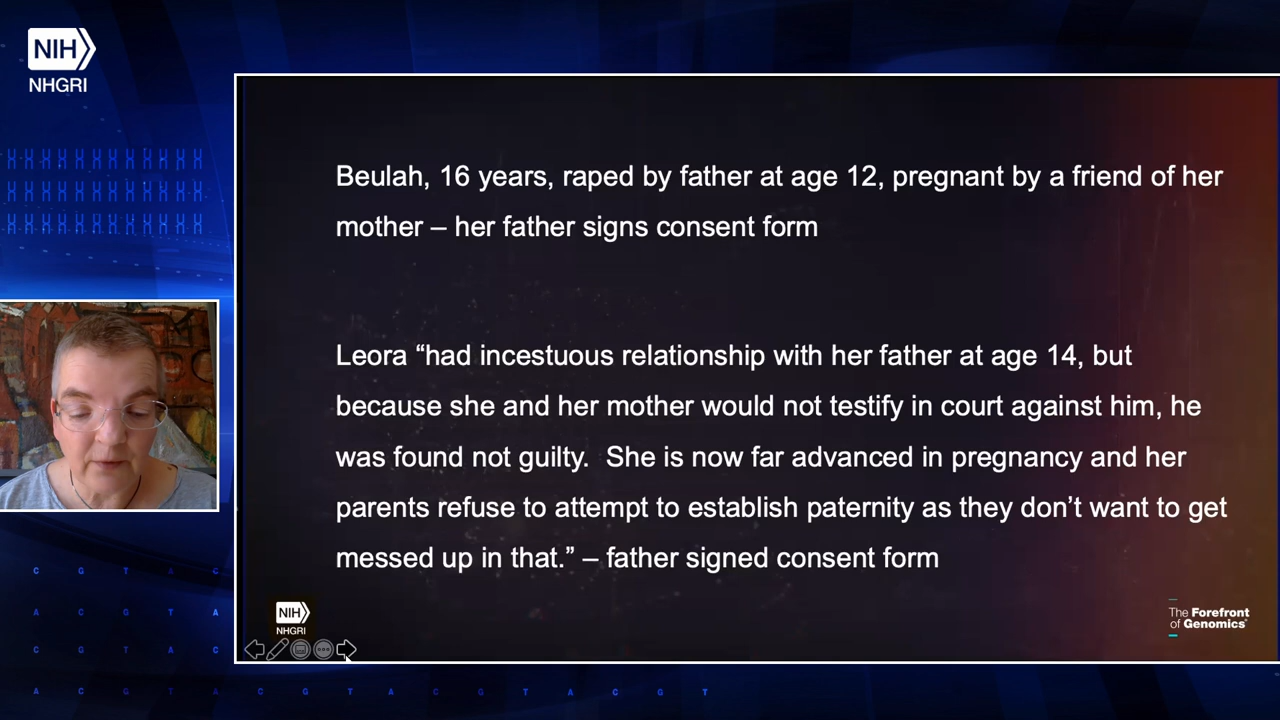 NIH
NHGRI
Beulah, 16 years, raped by father at age 12, pregnant by a friend of her
mother – her father signs consent form
Leora “had incestuous relationship with her father at age 14, but
because she and her mother would not testify in court against him, he
was found not guilty.  She is now far advanced in pregnancy and her
parents refuse to attempt to establish paternity as they don’t want to get
messed up in that.” – father signed consent form
NIH
NHGRI
The Forefront
of Genomics
C G T A C
A C G T A
C G T A C
A C G T A C G T A C G T A C G T